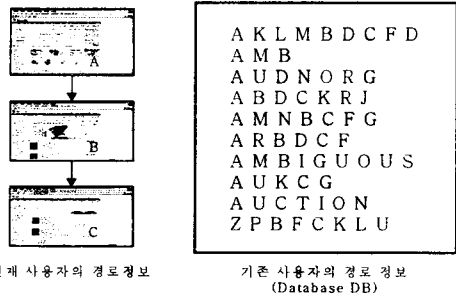 A
B
C
재 사용자의 경로 정보
A K L M B D C F D
A M B
A U D N O R G
A B D C K R J
A M N B C F G
A R B D C F
A M B I G U O U S
A U K C G
A U C T I O N
Z P B F C K L U
기존 사용자의 경로 정보
(Database DB)